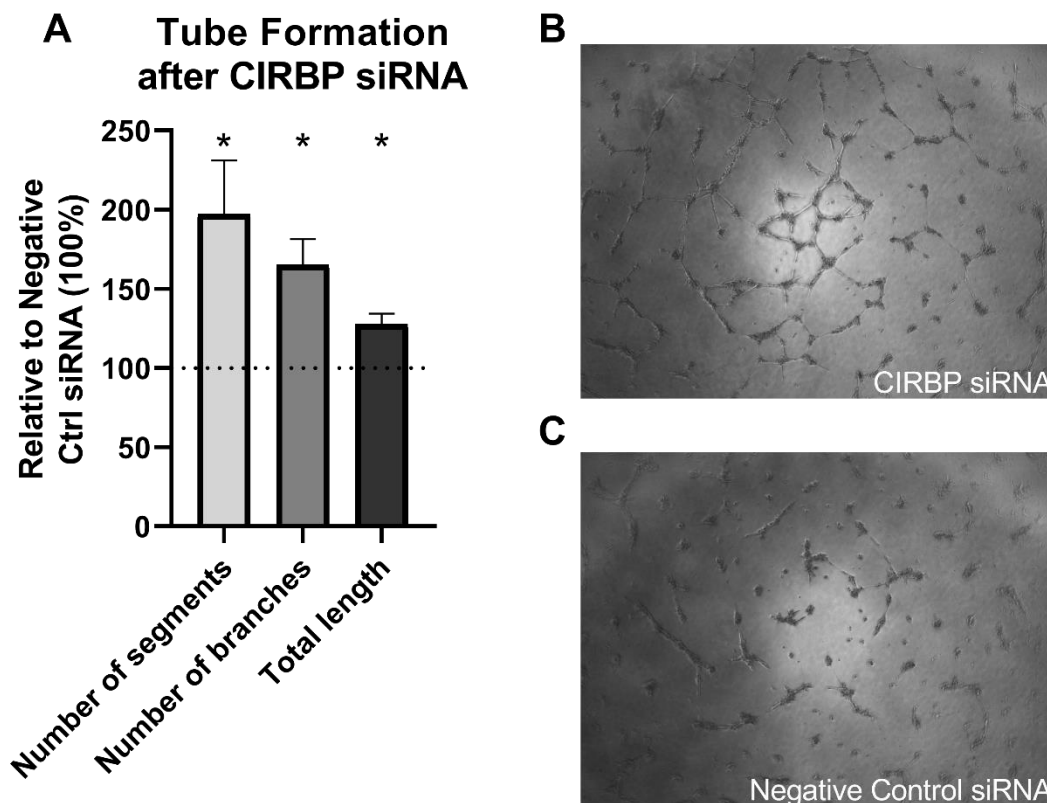 A
Tube Formation
after CIRBP siRNA
Relative to Negative
Ctrl siRNA (100%)
250
200
150
100
50
0
* * *
Number of segments
Number of branches
Total length
B
CIRBP siRNA
C
Negative Control siRNA